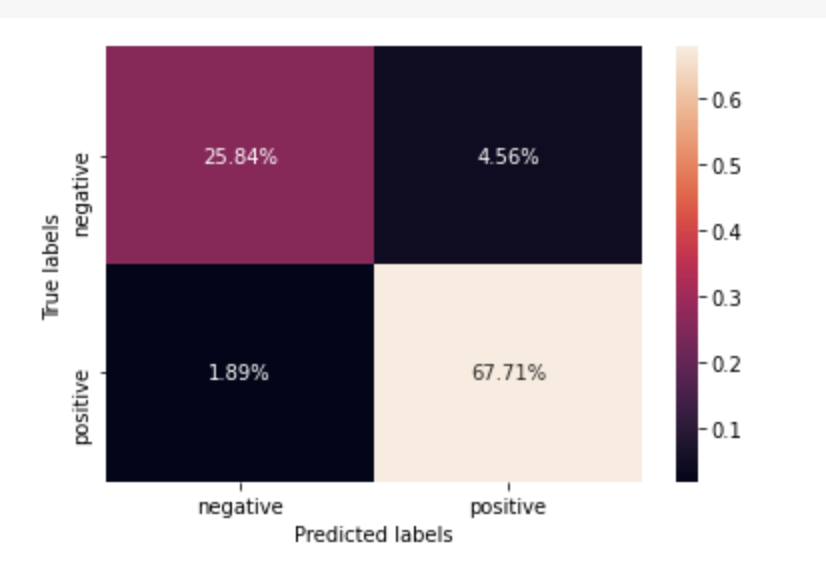 negative
25.84%
4.56%
True labels
positive
1.89%
67.71%
negative
positive
Predicted labels
0.6
0.5
0.4
0.3
0.2
0.1